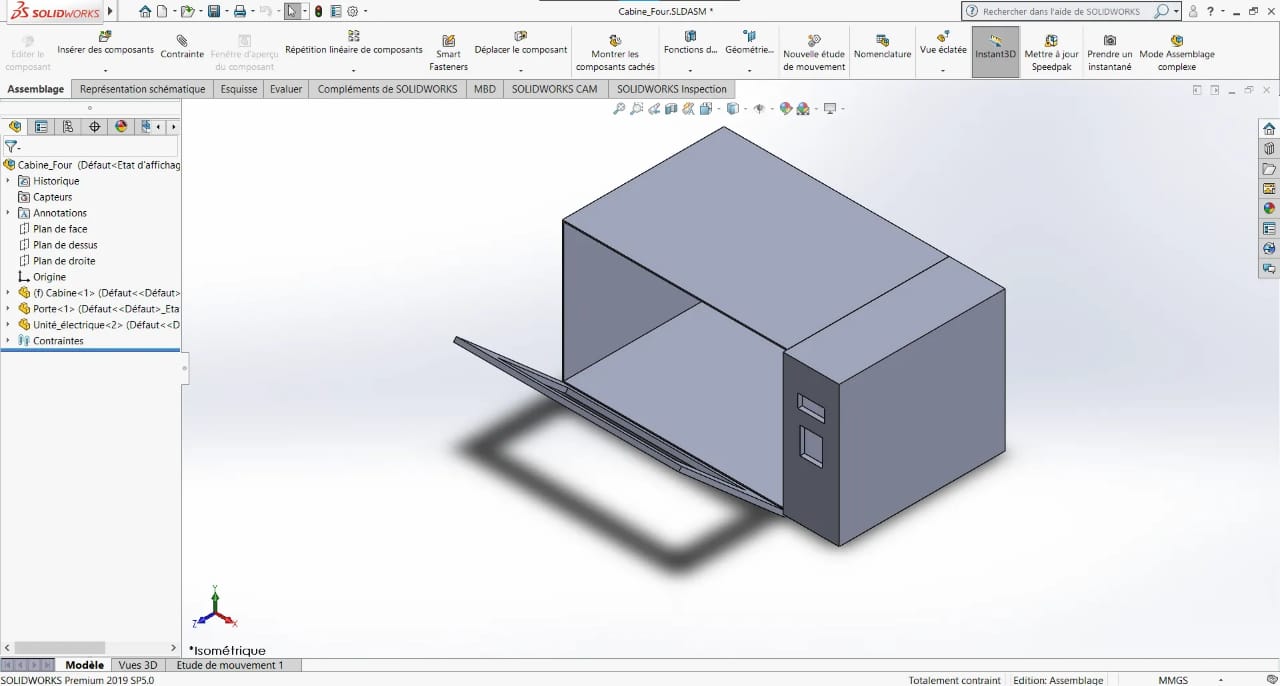 SOLIDWORKS
Cabine_Four.SLDASM *
Rechercher dans l'aide de SOLIDWORKS
?
Editer le composant
Insérer des composants
Contrainte
Fenêtre d'aperçu du composant
Répétition linéaire de composants
Smart Fasteners
Déplacer le composant
Montrer les composants cachés
Fonctions d...
Géométrie...
Nouvelle étude de mouvement
Nomenclature
Vue éclatée
Instant3D
Mettre à jour Speedpak
Prendre un instantané
Mode Assemblage complexe
Assemblage
Représentation schématique
Esquisse
Evaluer
Compléments de SOLIDWORKS
MBD
SOLIDWORKS CAM
SOLIDWORKS Inspection
Cabine_Four (Défaut<Etat d'affichag
Historique
Capteurs
Annotations
Plan de face
Plan de dessus
Plan de droite
Origine
(f) Cabine<1> (Défaut<<Défaut>
Porte<1> (Défaut<<Défaut>_Eta
Unité_électrique<2> (Défaut<<D
Contraintes
Y
Z
X
*Isométrique
Modèle
Vues 3D
Etude de mouvement 1
SOLIDWORKS Premium 2019 SP5.0
Totalement contraint
Edition: Assemblage
MMGS